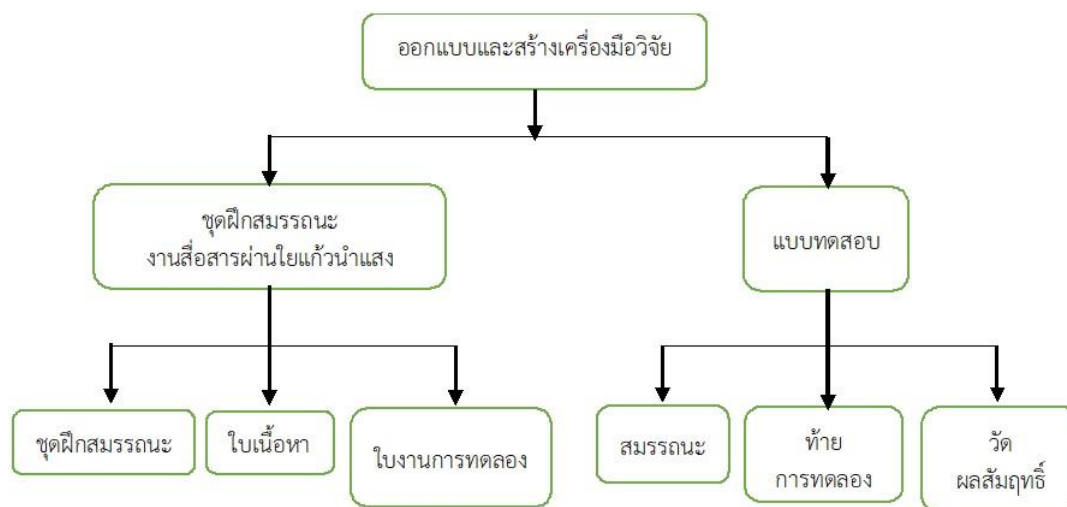 ออกแบบและสร้างเครื่องมือวิจัย
ชุดฝึกสมรรถนะ
งานสื่อสารผ่านใยแก้วนำแสง
แบบทดสอบ
ชุดฝึกสมรรถนะ
ใบเนื้อหา
ใบงานการทดลอง
สมรรถนะ
ท้าย
การทดลอง
วัด
ผลสัมฤทธิ์